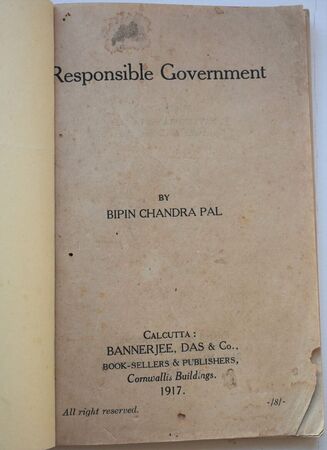 Responsible Government
BY
BIPIN CHANDRA PAL
CALCUTTA:
BANNERJEE, DAS & Co.,
BOOK-SELLERS & PUBLISHERS,
Cornwallis Buildings.
1917.
All right reserved. -/8/-